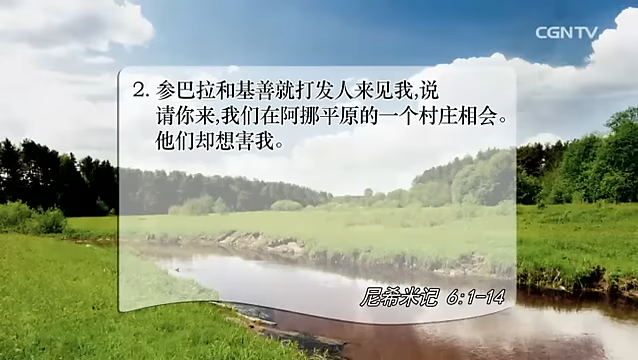 CGNTV
2. 参巴拉和基善就打发人来见我,说
请你来,我们在阿挪平原的一个村庄相会。
他们却想害我。
尼希米记 6:1-14